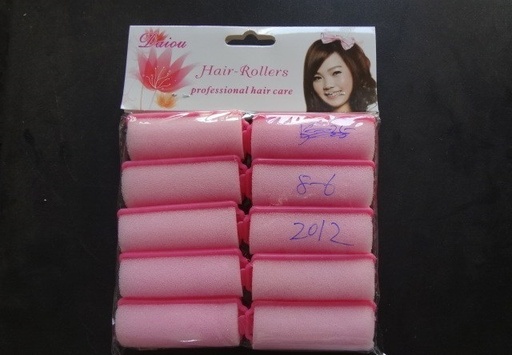 Daiou
Hair-Rollers
professional hair care
8-6
2012